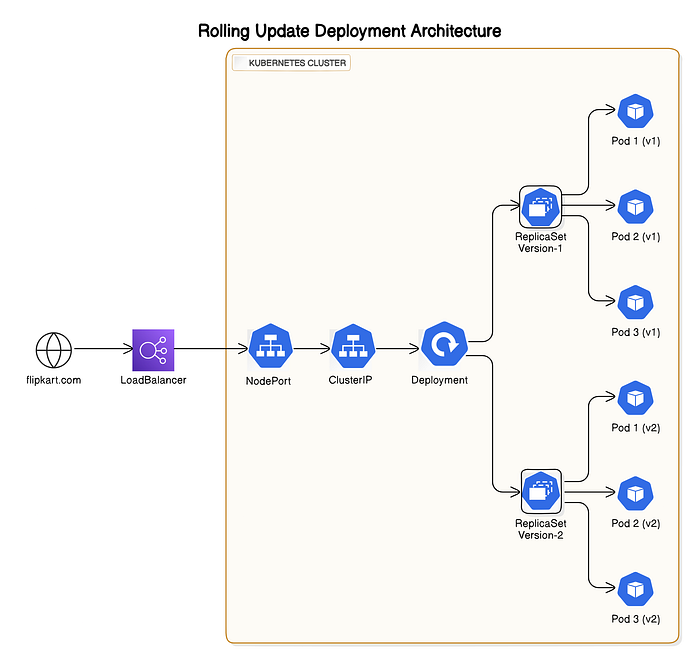 Rolling Update Deployment Architecture
KUBERNETES CLUSTER
Pod 1 (v1)
ReplicaSet
Version-1
Pod 2 (v1)
Pod 3 (v1)
flipkart.com
LoadBalancer
NodePort
ClusterIP
Deployment
Pod 1 (v2)
ReplicaSet
Version-2
Pod 2 (v2)
Pod 3 (v2)